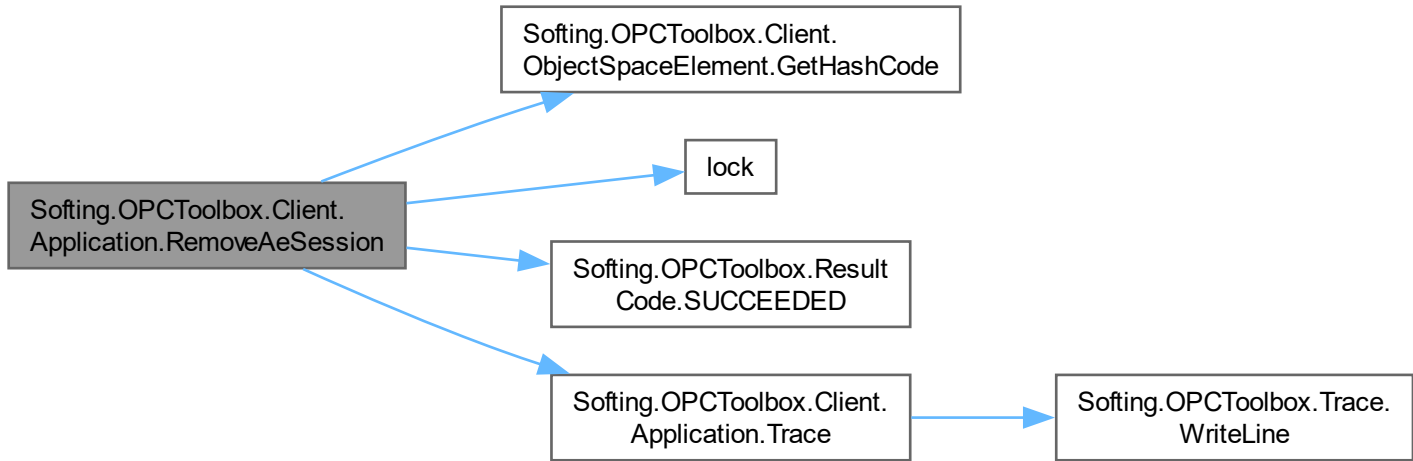 Softing.OPCToolbox.Client.
ObjectSpaceElement.GetHashCode
lock
Softing.OPCToolbox.Client.
Application.RemoveAeSession
Softing.OPCToolbox.Result
Code.SUCCEEDED
Softing.OPCToolbox.Client.
Application.Trace
Softing.OPCToolbox.Trace.
WriteLine